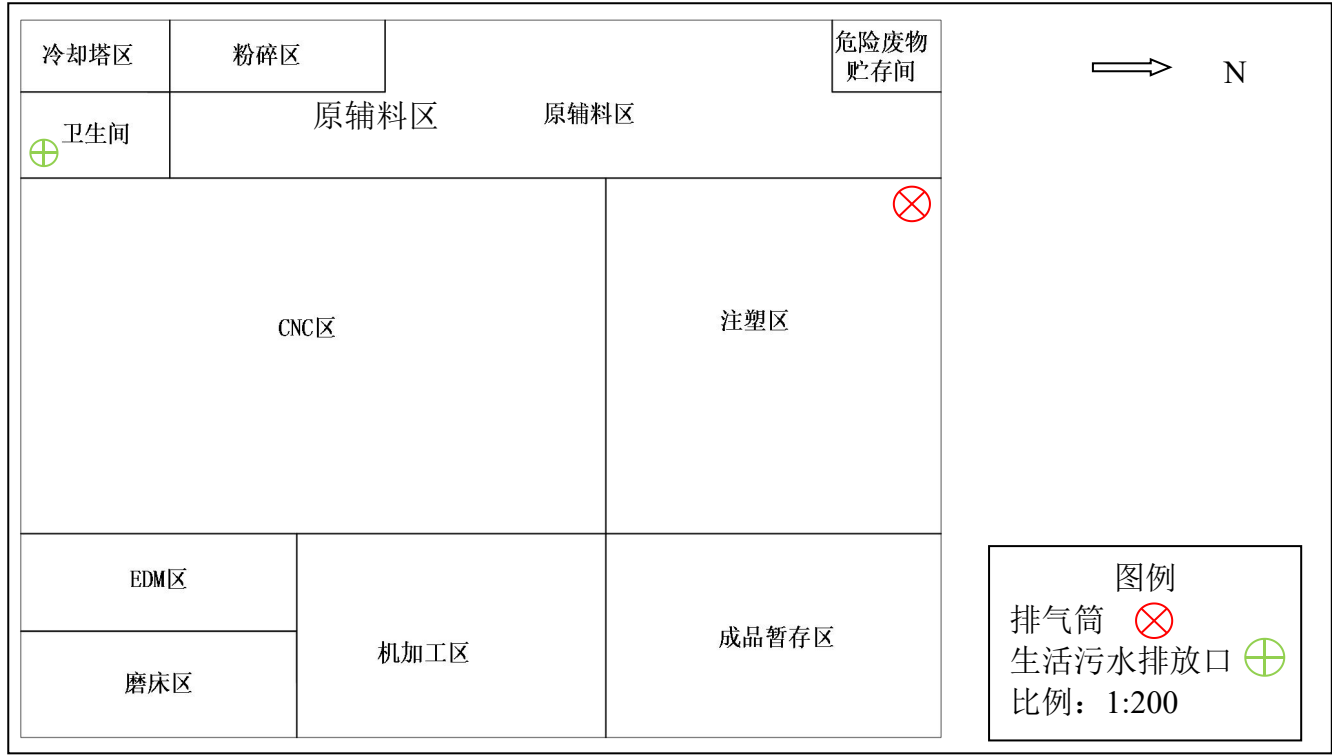 冷却塔区
粉碎区
危险废物
贮存间
N
卫生间
原辅料区
原辅料区
CNC区
注塑区
EDM区
磨床区
机加工区
成品暂存区
图例
排气筒
生活污水排放口
比例：1:200